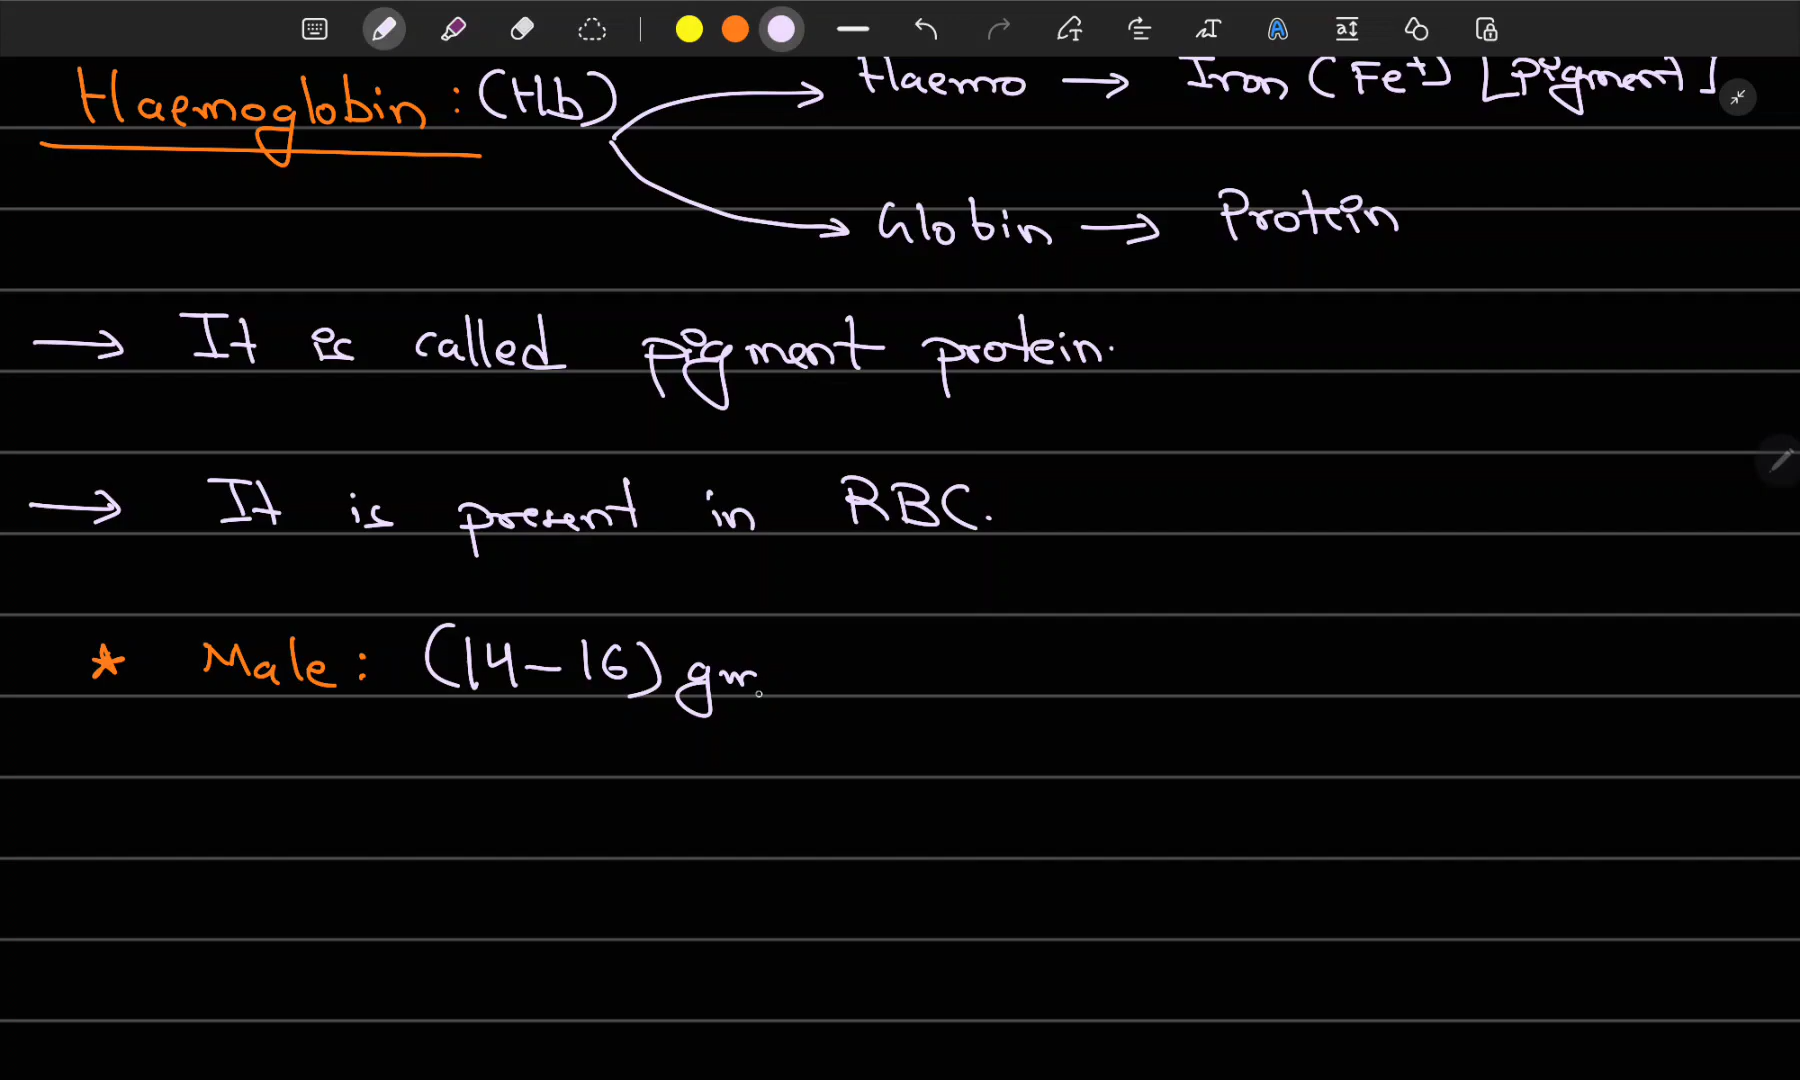 Haemoglobin : (Hb) Haemo → Iron (Fe+) [Pigment]
Globin → Protein
→ It is called pigment protein.
→ It is present in RBC.
* Male : (14-16) gm